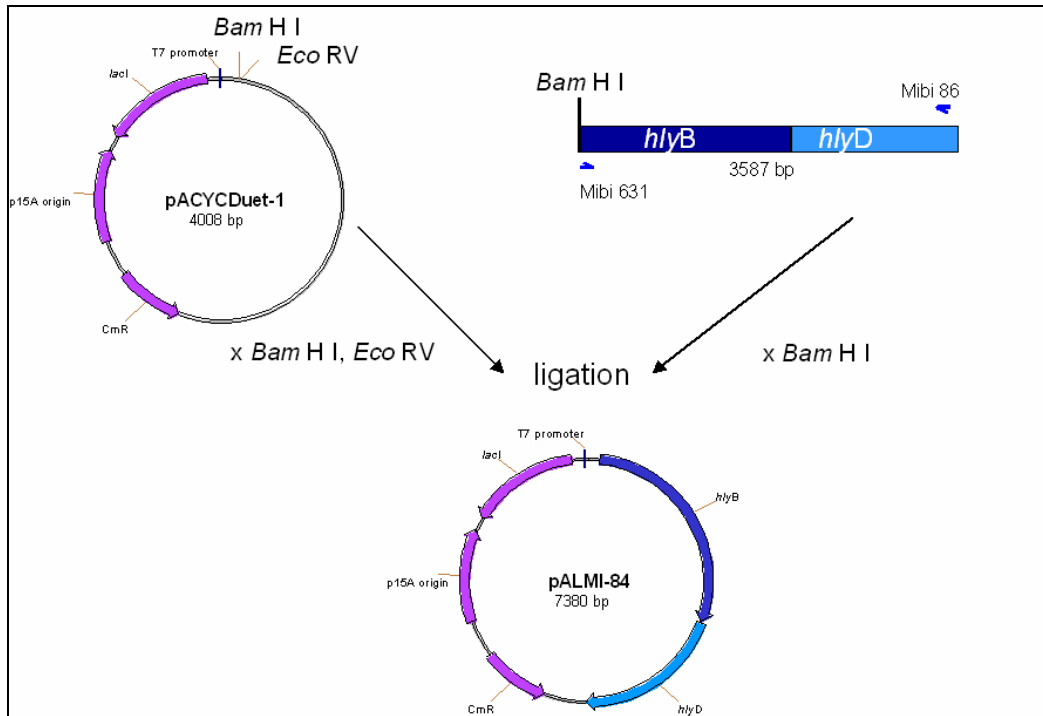 Bam H I
Eco RV
T7 promoter
lacI
p15A origin
pACYCDuet-1
4008 bp
CmR
Bam H I
Mibi 86
hlyB
hlyD
3587 bp
Mibi 631
x Bam H I, Eco RV
x Bam H I
ligation
T7 promoter
lacI
hlyB
p15A origin
pALMI-84
7380 bp
CmR
hlyD